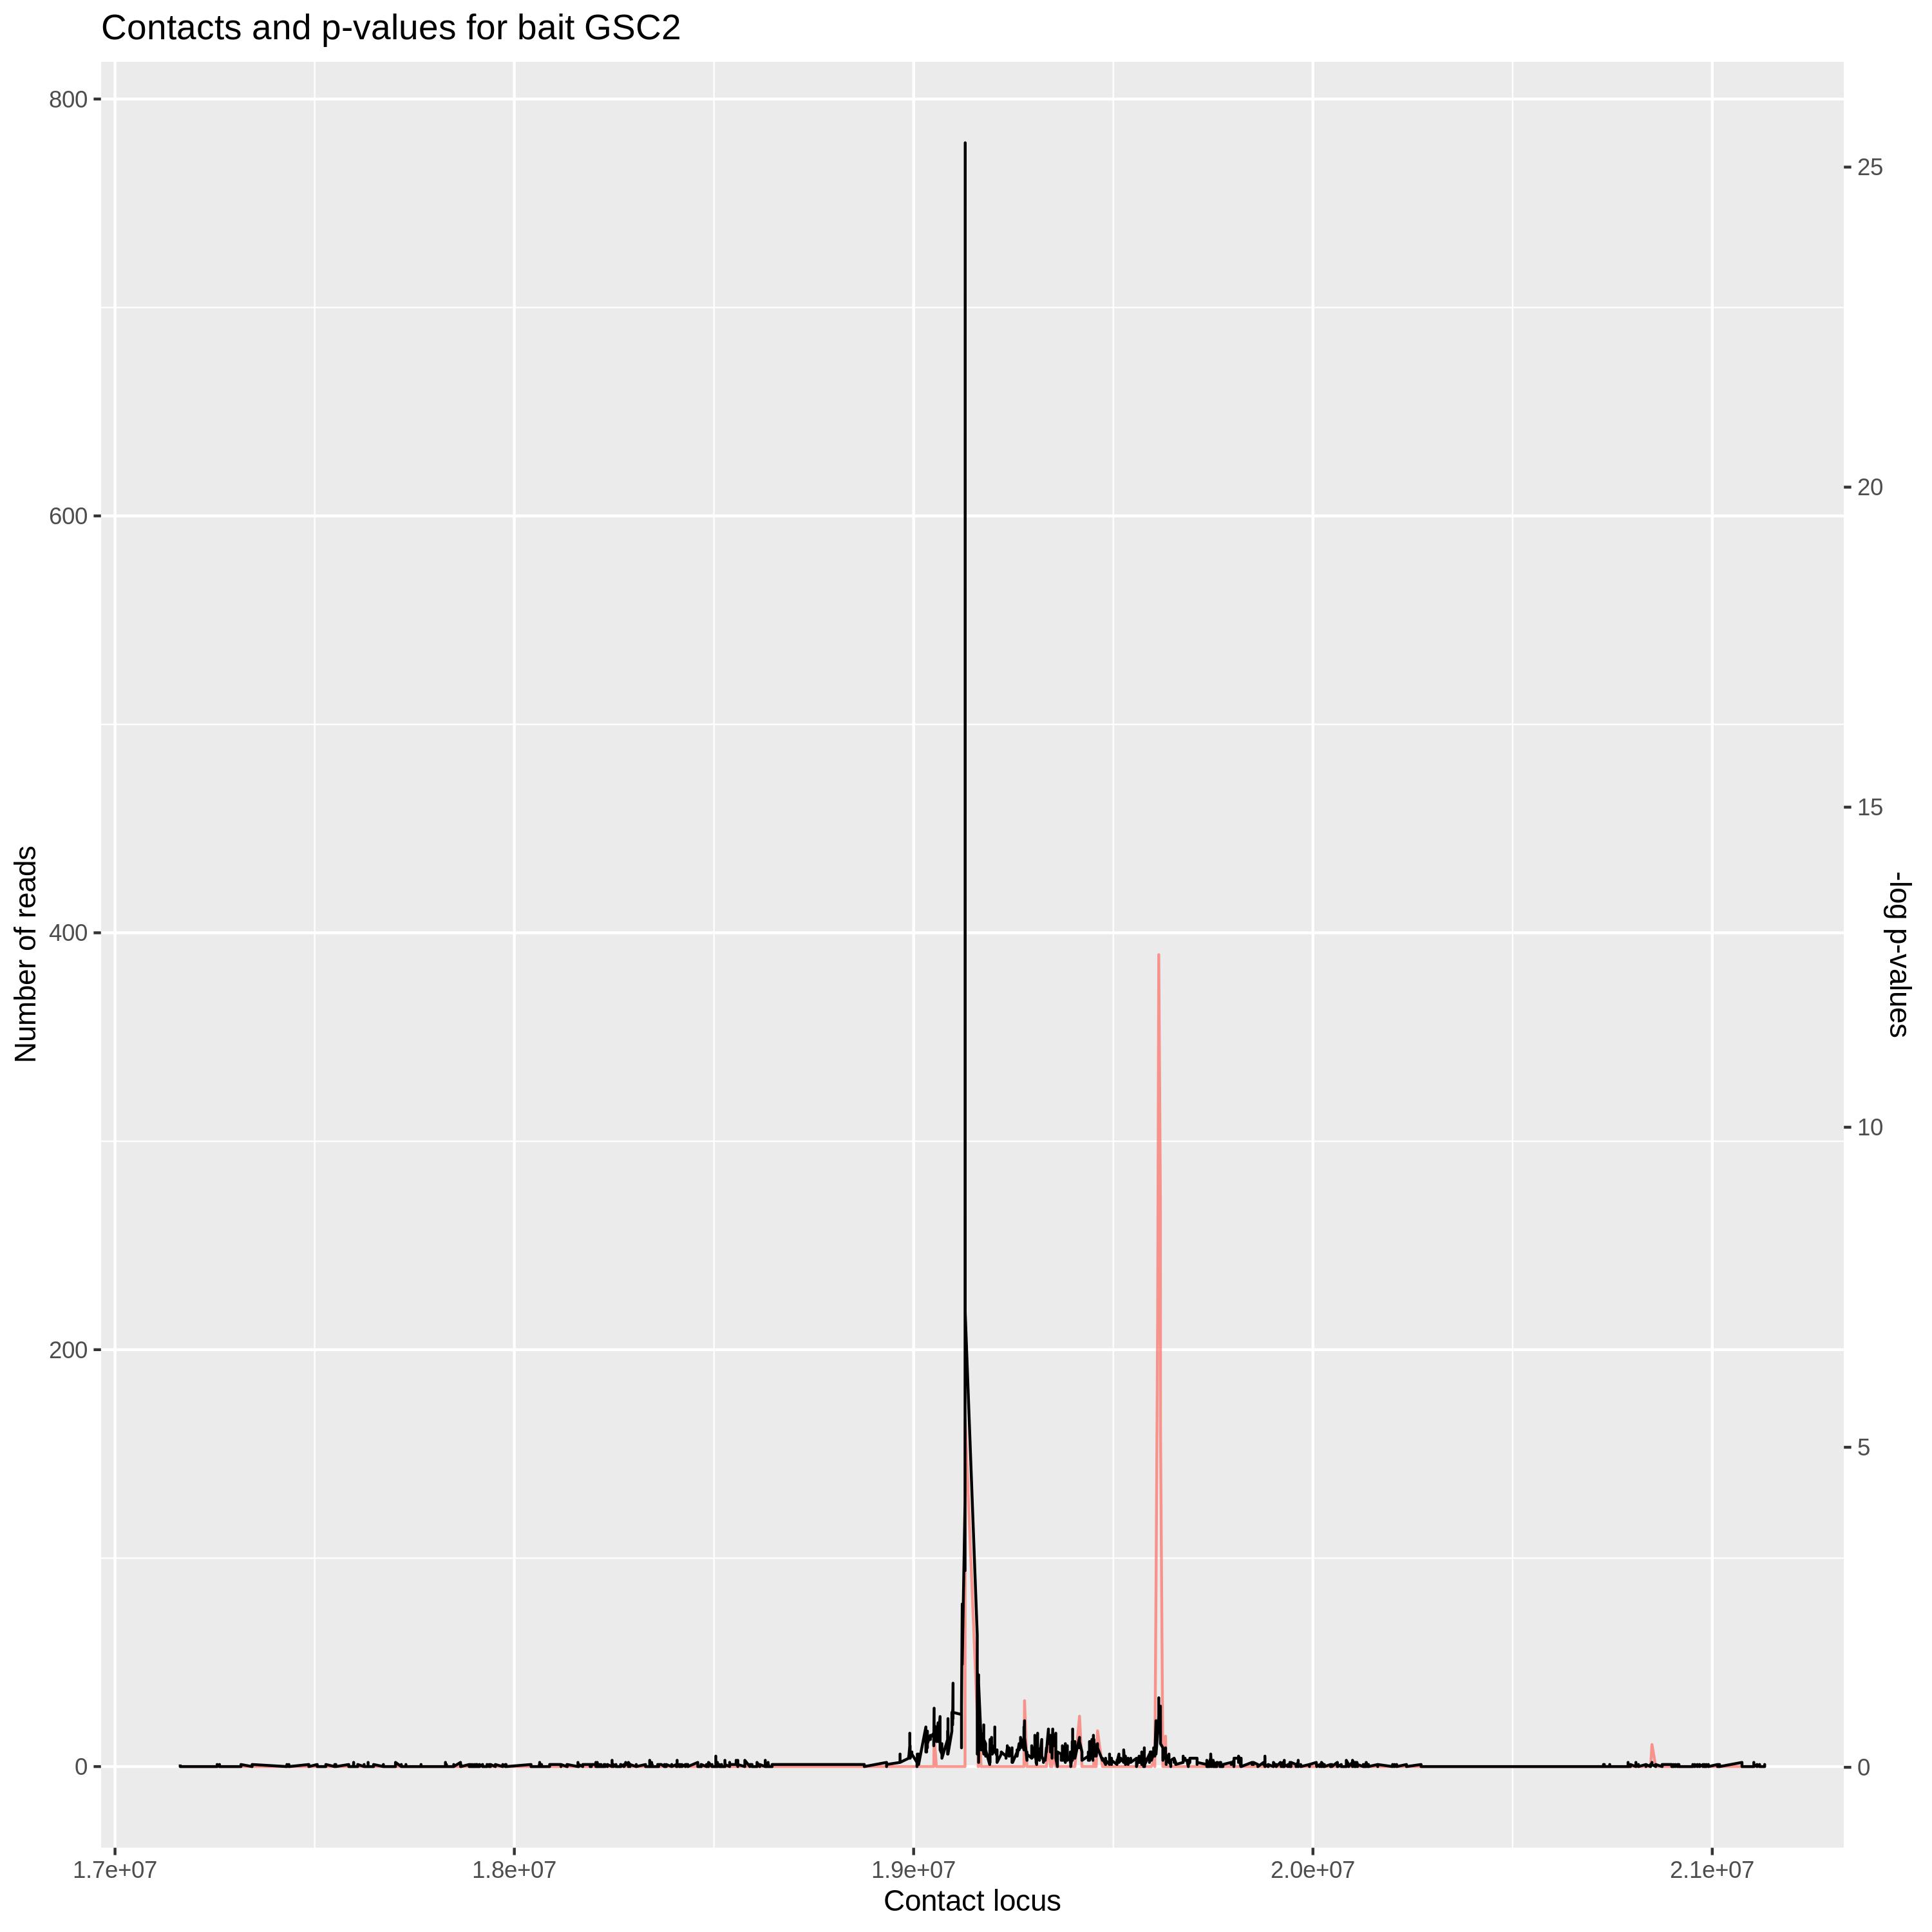 Contacts and p-values for bait GSC2
800
600
400
200
0
Number of reads
25
20
15
10
5
0
-log p-values
1.7e+07
1.8e+07
1.9e+07
2.0e+07
2.1e+07
Contact locus